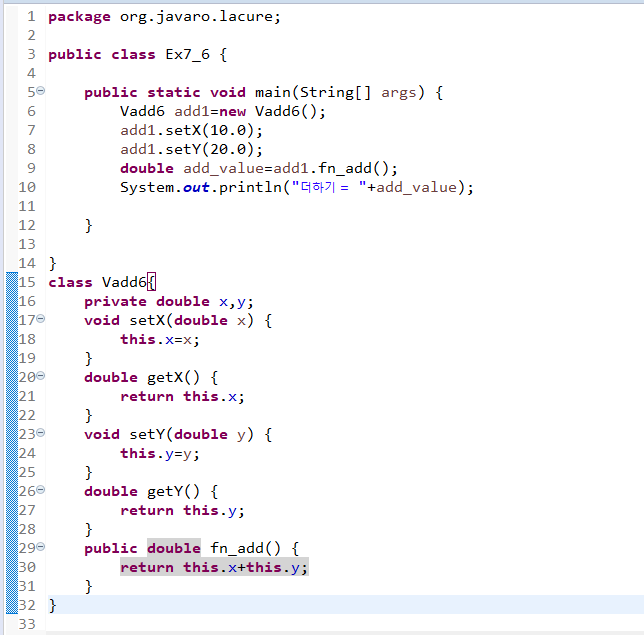 1 package org.javaro.lacure;
2
3 public class Ex7_6 {
4
5 public static void main(String[] args) {
6 Vadd6 add1=new Vadd6();
7 add1.setX(10.0);
8 add1.setY(20.0);
9 double add_value=add1.fn_add();
10 System.out.println("더하기 = "+add_value);
11
12 }
13
14 }
15 class Vadd6{
16 private double x,y;
17 void setX(double x) {
18 this.x=x;
19 }
20 double getX() {
21 return this.x;
22 }
23 void setY(double y) {
24 this.y=y;
25 }
26 double getY() {
27 return this.y;
28 }
29 public double fn_add() {
30 return this.x+this.y;
31 }
32 }
33